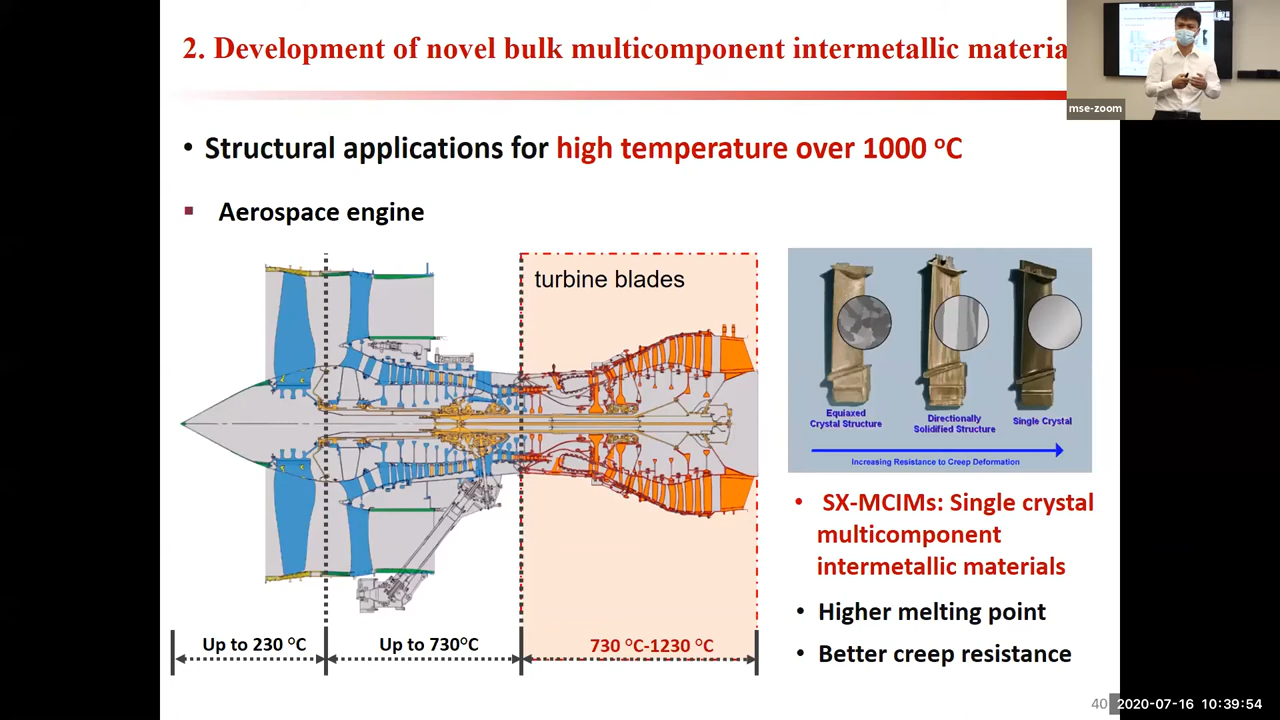 2. Development of novel bulk multicomponent intermetallic materia
mse-zoom
• Structural applications for high temperature over 1000 °C
▪ Aerospace engine
turbine blades
Equiaxed
Crystal Structure
Directionally
Solidified Structure
Single Crystal
Increasing Resistance to Creep Deformation
• SX-MCIMs: Single crystal
multicomponent
intermetallic materials
• Higher melting point
• Better creep resistance
Up to 230 °C
Up to 730°C
730 °C-1230 °C
40
2020-07-16 10:39:54